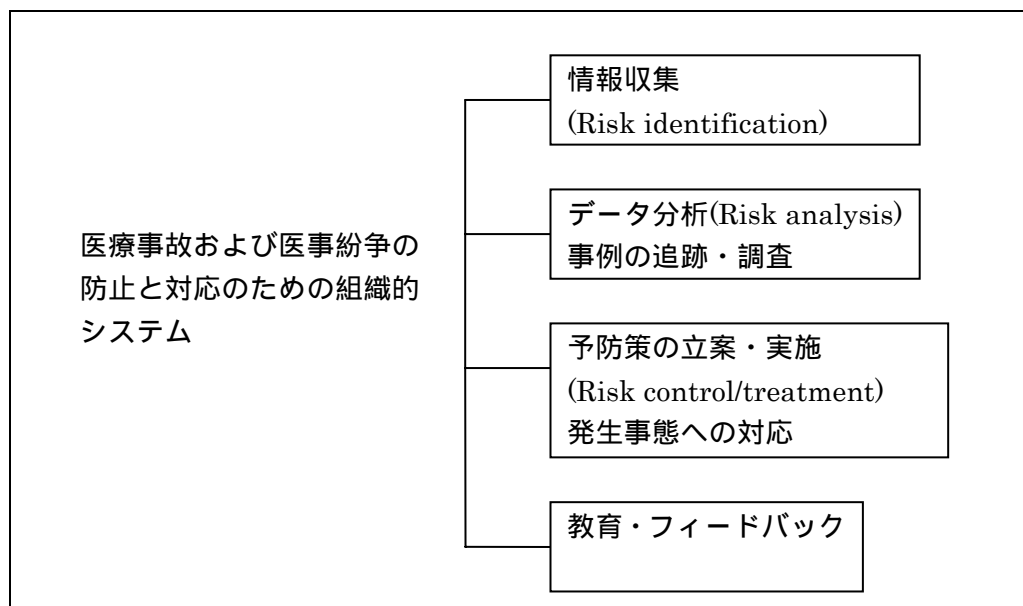 医療事故および医事紛争の
防止と対応のための組織的
システム
情報収集
(Risk identification)
データ分析(Risk analysis)
事例の追跡・調査
予防策の立案・実施
(Risk control/treatment)
発生事態への対応
教育・フィードバック